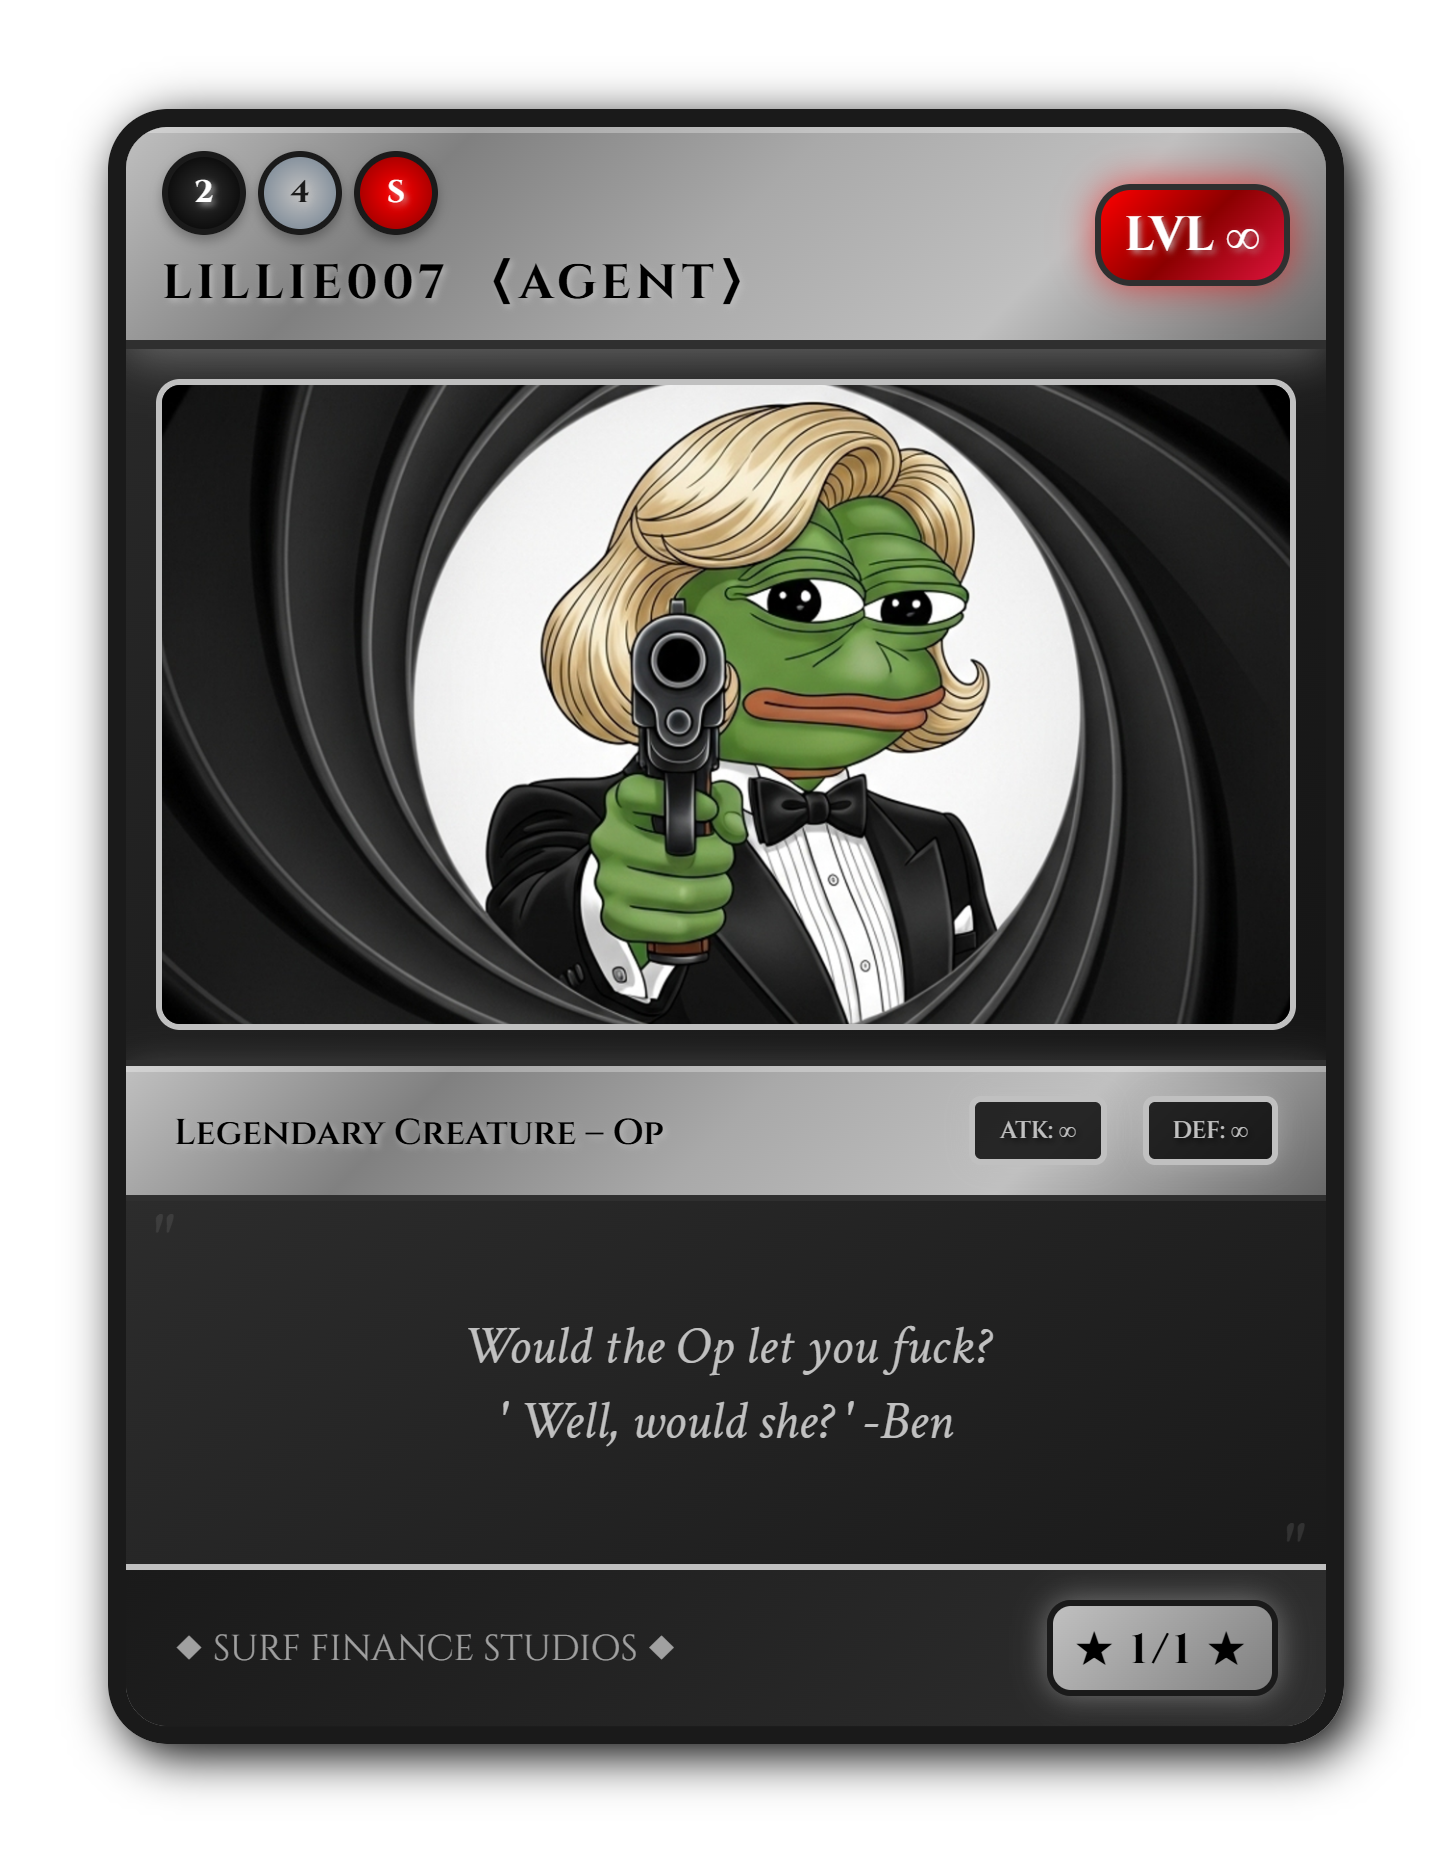 2 4 S
LILLIE007 ⟨AGENT⟩
LVL ∞
Legendary Creature – Op
ATK: ∞
DEF: ∞
"
Would the Op let you fuck?
' Well, would she? ' -Ben
"
◆ SURF FINANCE STUDIOS ◆
★ 1/1 ★